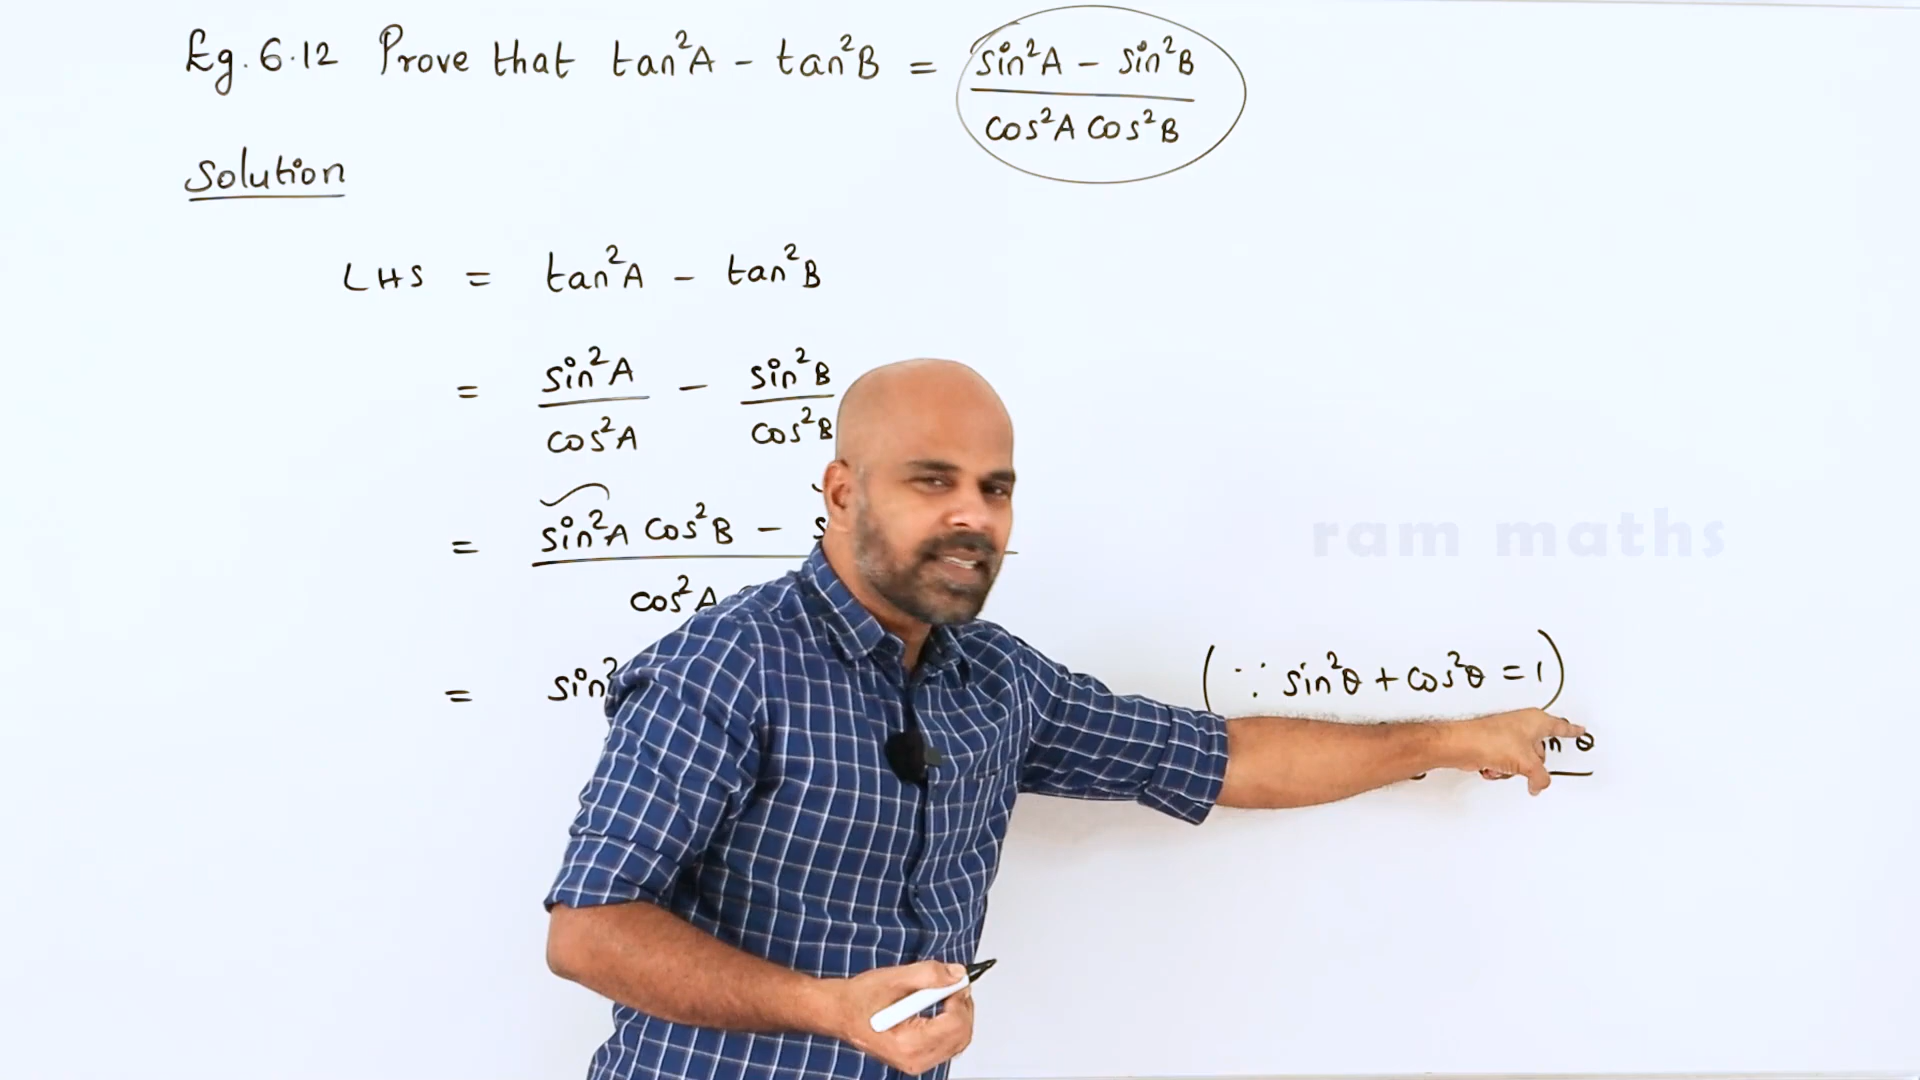 Eg. 6.12 Prove that tan²A - tan²B = sin²A - sin²B
cos²A cos²B
Solution
LHS = tan²A - tan²B
= sin²A - sin²B
cos²A cos²B
= sin²A cos²B -
cos²A
ram maths
= sin² (∵ sin²θ + cos²θ = 1)
θ